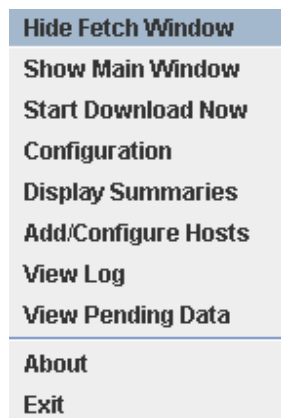 Hide Fetch Window
Show Main Window
Start Download Now
Configuration
Display Summaries
Add/Configure Hosts
View Log
View Pending Data
About
Exit